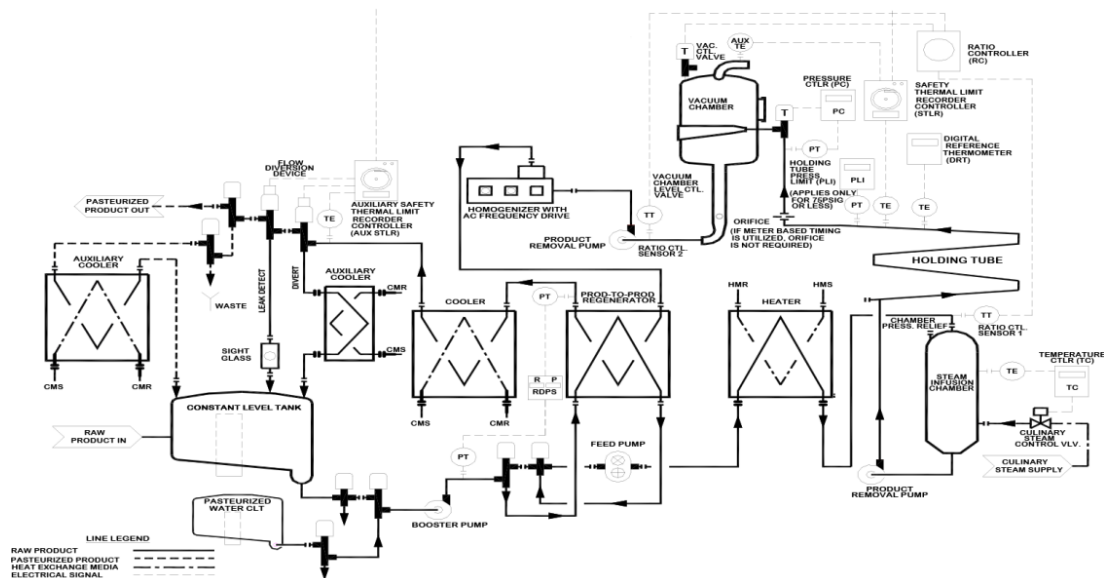 VAC.
CTL.
VALVE
T
AUX
TE
RATIO
CONTROLLER
(RC)
PRESSURE
CTLR (PC)
SAFETY
THERMAL LIMIT
RECORDER
CONTROLLER
(STLR)
VACUUM
CHAMBER
T
PC
PT
DIGITAL
REFERENCE
THERMOMETER
(DRT)
FLOW
DIVERSION
DEVICE
HOLDING
TUBE
PRESS.
LIMIT (PLI)
(APPLIES ONLY
FOR 75PSIG
OR LESS)
PLI
PT
TE
TE
VACUUM
CHAMBER
LEVEL CTL.
VALVE
PASTEURIZED
PRODUCT OUT
TE
AUXILIARY SAFETY
THERMAL LIMIT
RECORDER
CONTROLLER
(AUX STLR)
HOMOGENIZER WITH
AC FREQUENCY DRIVE
TT
PRODUCT
REMOVAL PUMP
RATIO CTL.
SENSOR 2
ORIFICE
(IF METER BASED TIMING
IS UTILIZED, ORIFICE
IS NOT REQUIRED)
HOLDING TUBE
AUXILIARY
COOLER
WASTE
LEAK DETECT
DIVERT
AUXILIARY
COOLER
CMR
CMS
COOLER
PT
PROD-TO-PROD
REGENERATOR
HMR
HMS
HEATER
CHAMBER
PRESS. RELIEF
TT
RATIO CTL.
SENSOR 1
SIGHT
GLASS
R P
RDPS
STEAM
INFUSION
CHAMBER
TE
TEMPERATURE
CTLR (TC)
TC
CMS
CMR
CONSTANT LEVEL TANK
CMS
CMR
RAW
PRODUCT IN
PT
FEED PUMP
CULINARY
STEAM
CONTROL VLV.
CULINARY
STEAM SUPPLY
PRODUCT
REMOVAL PUMP
PASTEURIZED
WATER CLT
BOOSTER PUMP
LINE LEGEND
RAW PRODUCT
PASTEURIZED PRODUCT
HEAT EXCHANGE MEDIA
ELECTRICAL SIGNAL